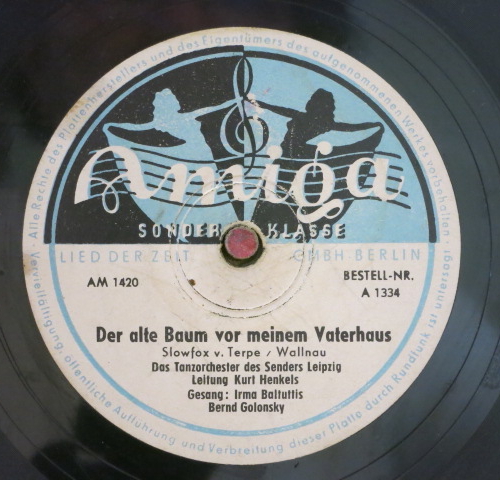 Alle Rechte des Plattenherstellers und des Eigentümers des aufgenommenen Werkes vorbehalten · Vervielfältigung, öffentliche Aufführung und Verbreitung dieser Platte durch Rundfunk ist untersagt ·
Amiga
SONDER KLASSE
LIED DER ZEIT GMBH BERLIN
AM 1420
BESTELL-NR.
A 1334
Der alte Baum vor meinem Vaterhaus
Slowfox v. Terpe / Wallnau
Das Tanzorchester des Senders Leipzig
Leitung Kurt Henkels
Gesang: Irma Baltuttis
Bernd Golonsky